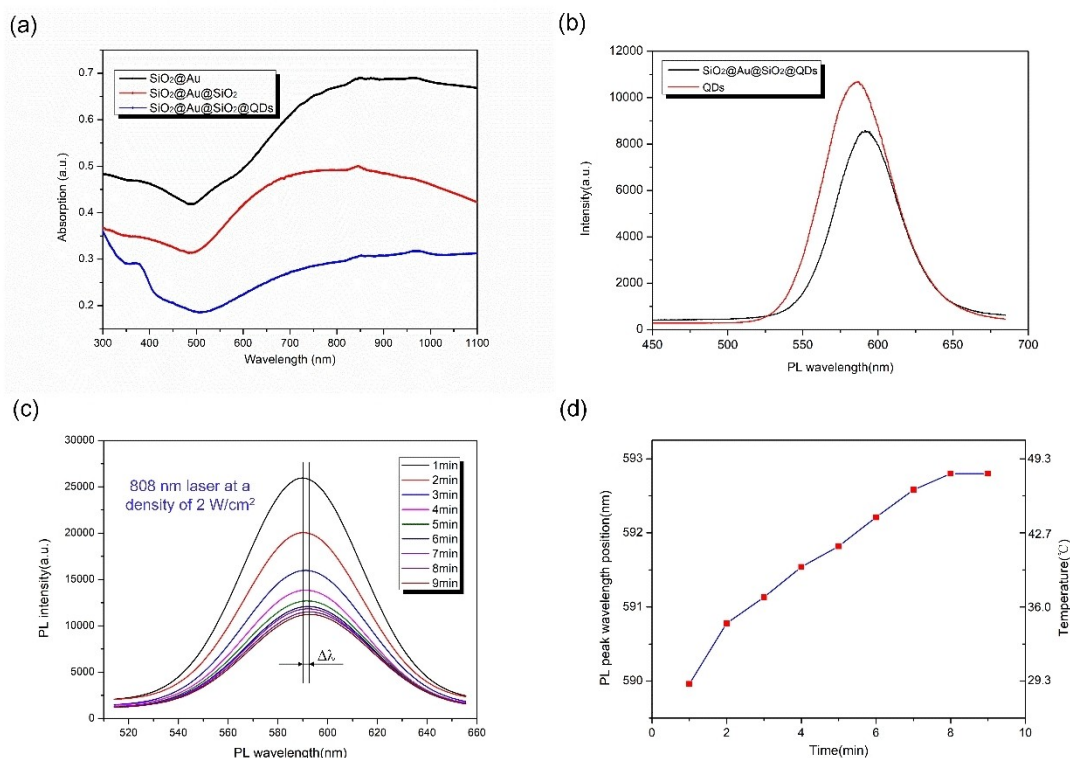 (a)
SiO₂@Au
SiO₂@Au@SiO₂
SiO₂@Au@SiO₂@QDs
0.7
0.6
0.5
0.4
0.3
0.2
Absorption (a.u.)
300 400 500 600 700 800 900 1000 1100
Wavelength (nm)
(b)
SiO₂@Au@SiO₂@QDs
QDs
12000
10000
8000
6000
4000
2000
0
Intensity(a.u.)
450 500 550 600 650 700
PL wavelength(nm)
(c)
808 nm laser at a
density of 2 W/cm²
1min
2min
3min
4min
5min
6min
7min
8min
9min
Δλ
30000
25000
20000
15000
10000
5000
0
PL intensity(a.u.)
520 540 560 580 600 620 640 660
PL wavelength(nm)
(d)
593
592
591
590
PL peak wavelength position(nm)
49.3
42.7
36.0
29.3
Temperature(℃)
0 2 4 6 8 10
Time(min)